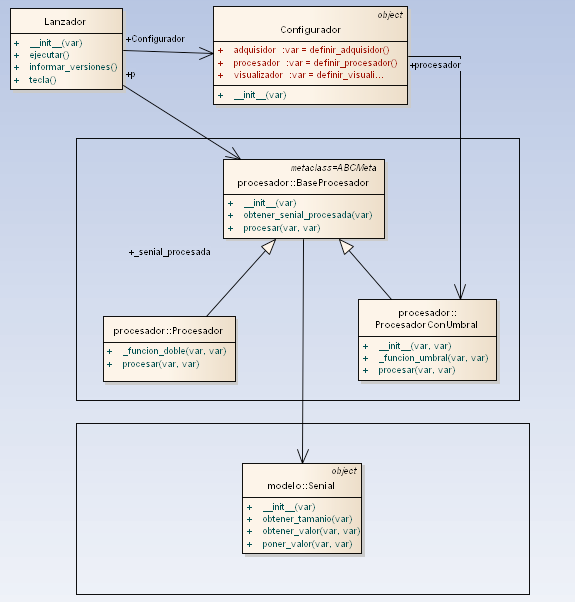 Lanzador
+ __init__(var)
+ ejecutar()
+ informar_versiones()
+ tecla()
+Configurador
+p
object
Configurador
+ adquisidor :var = definir_adquisidor()
+ procesador :var = definir_procesador()
+ visualizador :var = definir_visuali...
+ __init__(var)
+procesador
metaclass=ABCMeta
procesador::BaseProcesador
+ __init__(var)
+ obtener_senial_procesada(var)
+ procesar(var, var)
+_senial_procesada
procesador::Procesador
+ _funcion_doble(var, var)
+ procesar(var, var)
procesador::
ProcesadorConUmbral
+ __init__(var, var)
+ _funcion_umbral(var, var)
+ procesar(var, var)
object
modelo::Senial
+ __init__(var)
+ obtener_tamanio(var)
+ obtener_valor(var, var)
+ poner_valor(var, var)